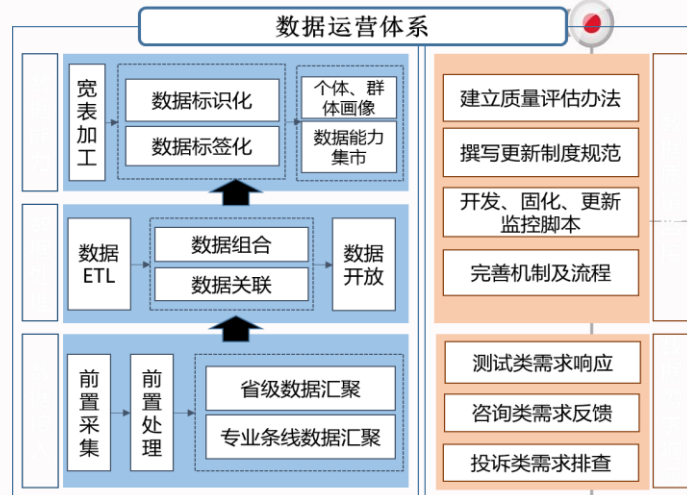 数据运营体系
宽表加工
数据标识化
数据标签化
个体、群
体画像
数据能力
集市
数据
ETL
数据组合
数据关联
数据
开放
前置采集
前置处理
省级数据汇聚
专业条线数据汇聚
建立质量评估办法
撰写更新制度规范
开发、固化、更新
监控脚本
完善机制及流程
测试类需求响应
咨询类需求反馈
投诉类需求排查